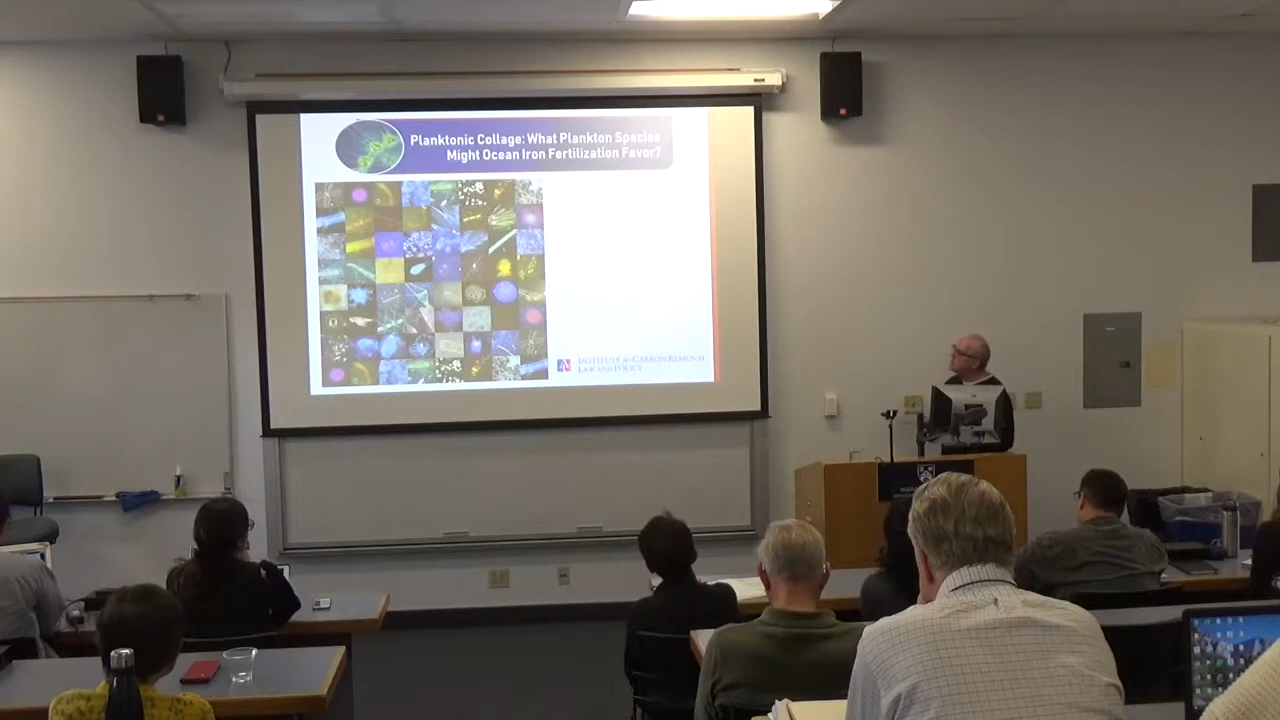 Planktonic Collage: What Plankton Species
Might Ocean Iron Fertilization Favor?
INSTITUTE for CARBON REMOVAL
LAW AND POLICY